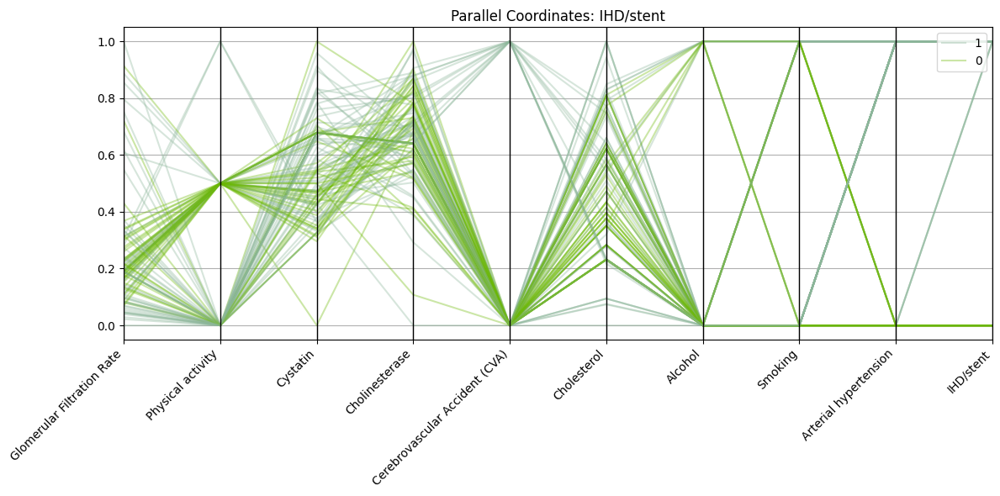 Parallel Coordinates: IHD/stent
1.0
0.8
0.6
0.4
0.2
0.0
1
0
Glomerular Filtration Rate
Physical activity
Cystatin
Cholinesterase
Cerebrovascular Accident (CVA)
Cholesterol
Alcohol
Smoking
Arterial hypertension
IHD/stent